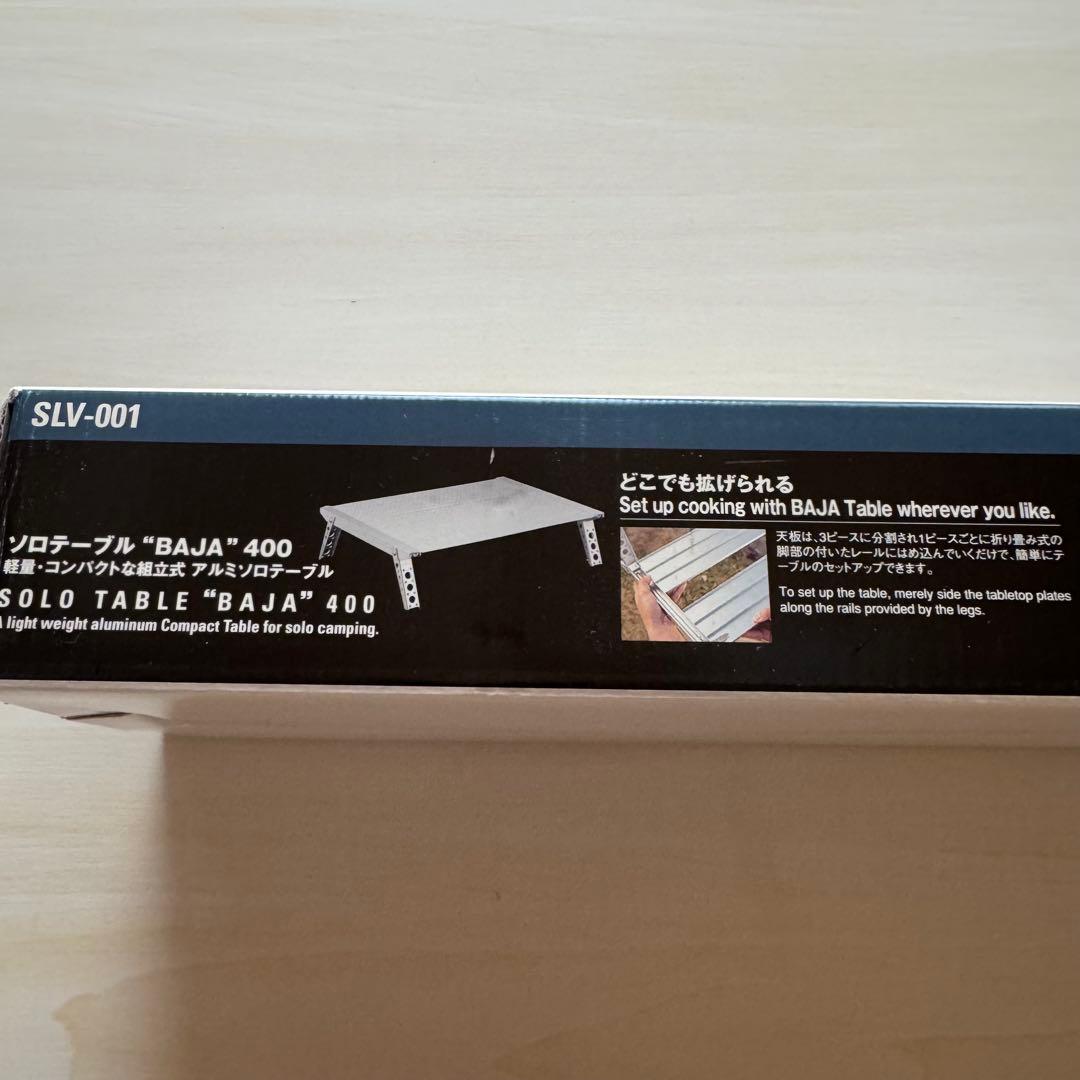 SLV-001
ソロテーブル “BAJA” 400
軽量・コンパクトな組立式 アルミソロテーブル
SOLO TABLE “BAJA” 400
A light weight aluminum Compact Table for solo camping.
どこでも拡げられる
Set up cooking with BAJA Table wherever you like.
天板は、3ピースに分割され1ピースごとに折り畳み式の
脚部の付いたレールにはめ込んでいくだけで、簡単にテ
ーブルのセットアップできます。
To set up the table, merely side the tabletop plates
along the rails provided by the legs.